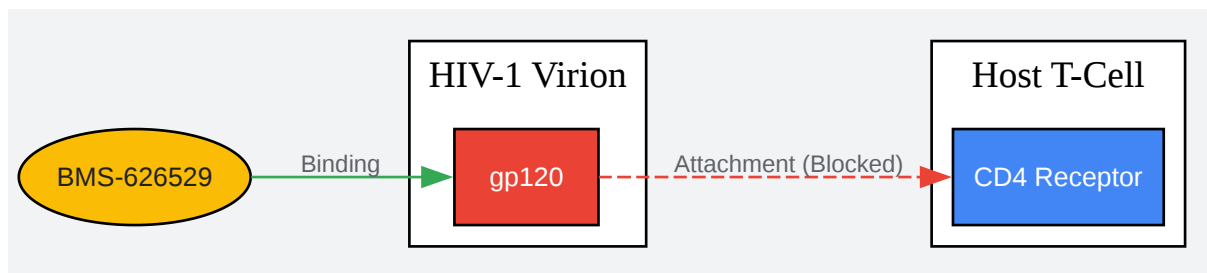 HIV-1 Virion
Host T-Cell
BMS-626529
Binding
gp120
Attachment (Blocked)
CD4 Receptor